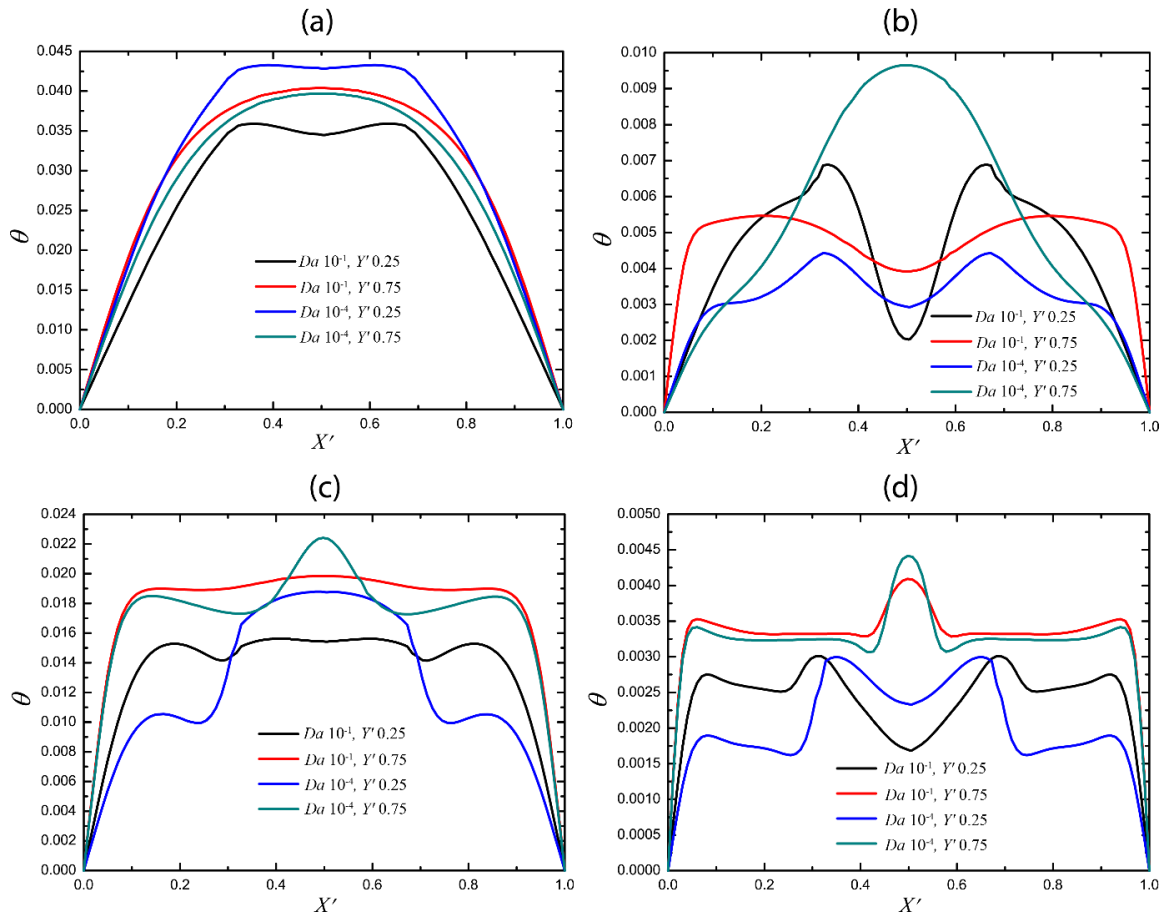 (a)
0.045
0.040
0.035
0.030
0.025
0.020
0.015
0.010
0.005
0.000
θ
Da 10⁻¹, Y′ 0.25
Da 10⁻¹, Y′ 0.75
Da 10⁻⁴, Y′ 0.25
Da 10⁻⁴, Y′ 0.75
0.0 0.2 0.4 0.6 0.8 1.0
X′
(b)
0.010
0.009
0.008
0.007
0.006
0.005
0.004
0.003
0.002
0.001
0.000
θ
Da 10⁻¹, Y′ 0.25
Da 10⁻¹, Y′ 0.75
Da 10⁻⁴, Y′ 0.25
Da 10⁻⁴, Y′ 0.75
0.0 0.2 0.4 0.6 0.8 1.0
X′
(c)
0.024
0.022
0.020
0.018
0.016
0.014
0.012
0.010
0.008
0.006
0.004
0.002
0.000
θ
Da 10⁻¹, Y′ 0.25
Da 10⁻¹, Y′ 0.75
Da 10⁻⁴, Y′ 0.25
Da 10⁻⁴, Y′ 0.75
0.0 0.2 0.4 0.6 0.8 1.0
X′
(d)
0.0050
0.0045
0.0040
0.0035
0.0030
0.0025
0.0020
0.0015
0.0010
0.0005
0.0000
θ
Da 10⁻¹, Y′ 0.25
Da 10⁻¹, Y′ 0.75
Da 10⁻⁴, Y′ 0.25
Da 10⁻⁴, Y′ 0.75
0.0 0.2 0.4 0.6 0.8 1.0
X′